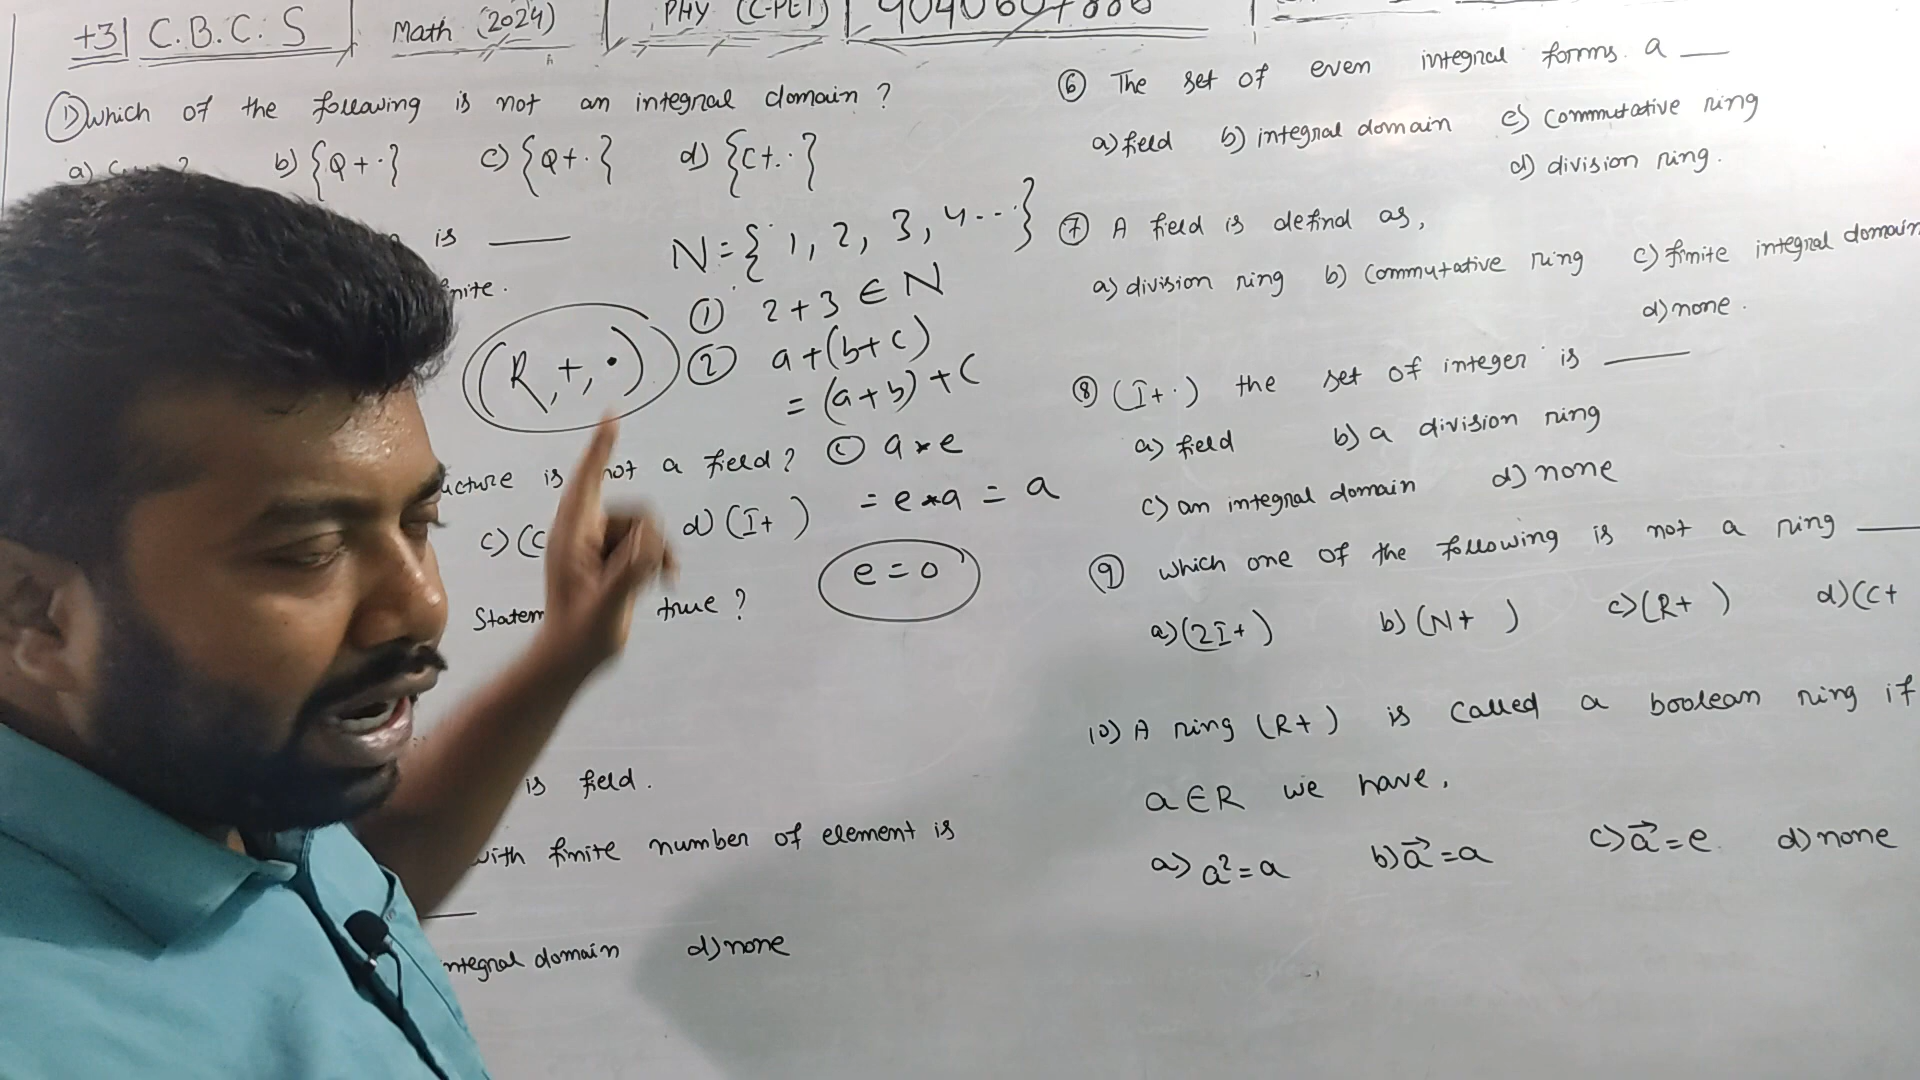 +3 C.B.C.S Math (2024) PHY (C-PET)
① which of the following is not an integral domain ?
b) {Q + ·} c) {Q + · } d) {C + · · }
is ____
N = { 1, 2, 3, 4 ... }
① 2 + 3 ∈ N
(R, +, •)
② a + (b + c)
= (a + b) + c
© a * e
= e * a = a
e = 0
is not a field ?
c) (C d) (I + )
Statem true ?
is field.
with finite number of element is
d) none
⑥ The set of even integral forms a __
a) field b) integral domain c) commutative ring
d) division ring.
⑦ A field is defind as,
a) division ring b) commutative ring c) finite integral domain
d) none .
⑧ (I + ·) the set of integer is ____
a) field b) a division ring
c) an integral domain d) none
⑨ which one of the following is not a ring ____
a) (2I + ) b) (N + ) c) (R + ) d) (C +
10) A ring (R + ) is called a boolean ring if
a ∈ R we have,
a) a² = a b) a⃗ = a c) a⃗ = e d) none